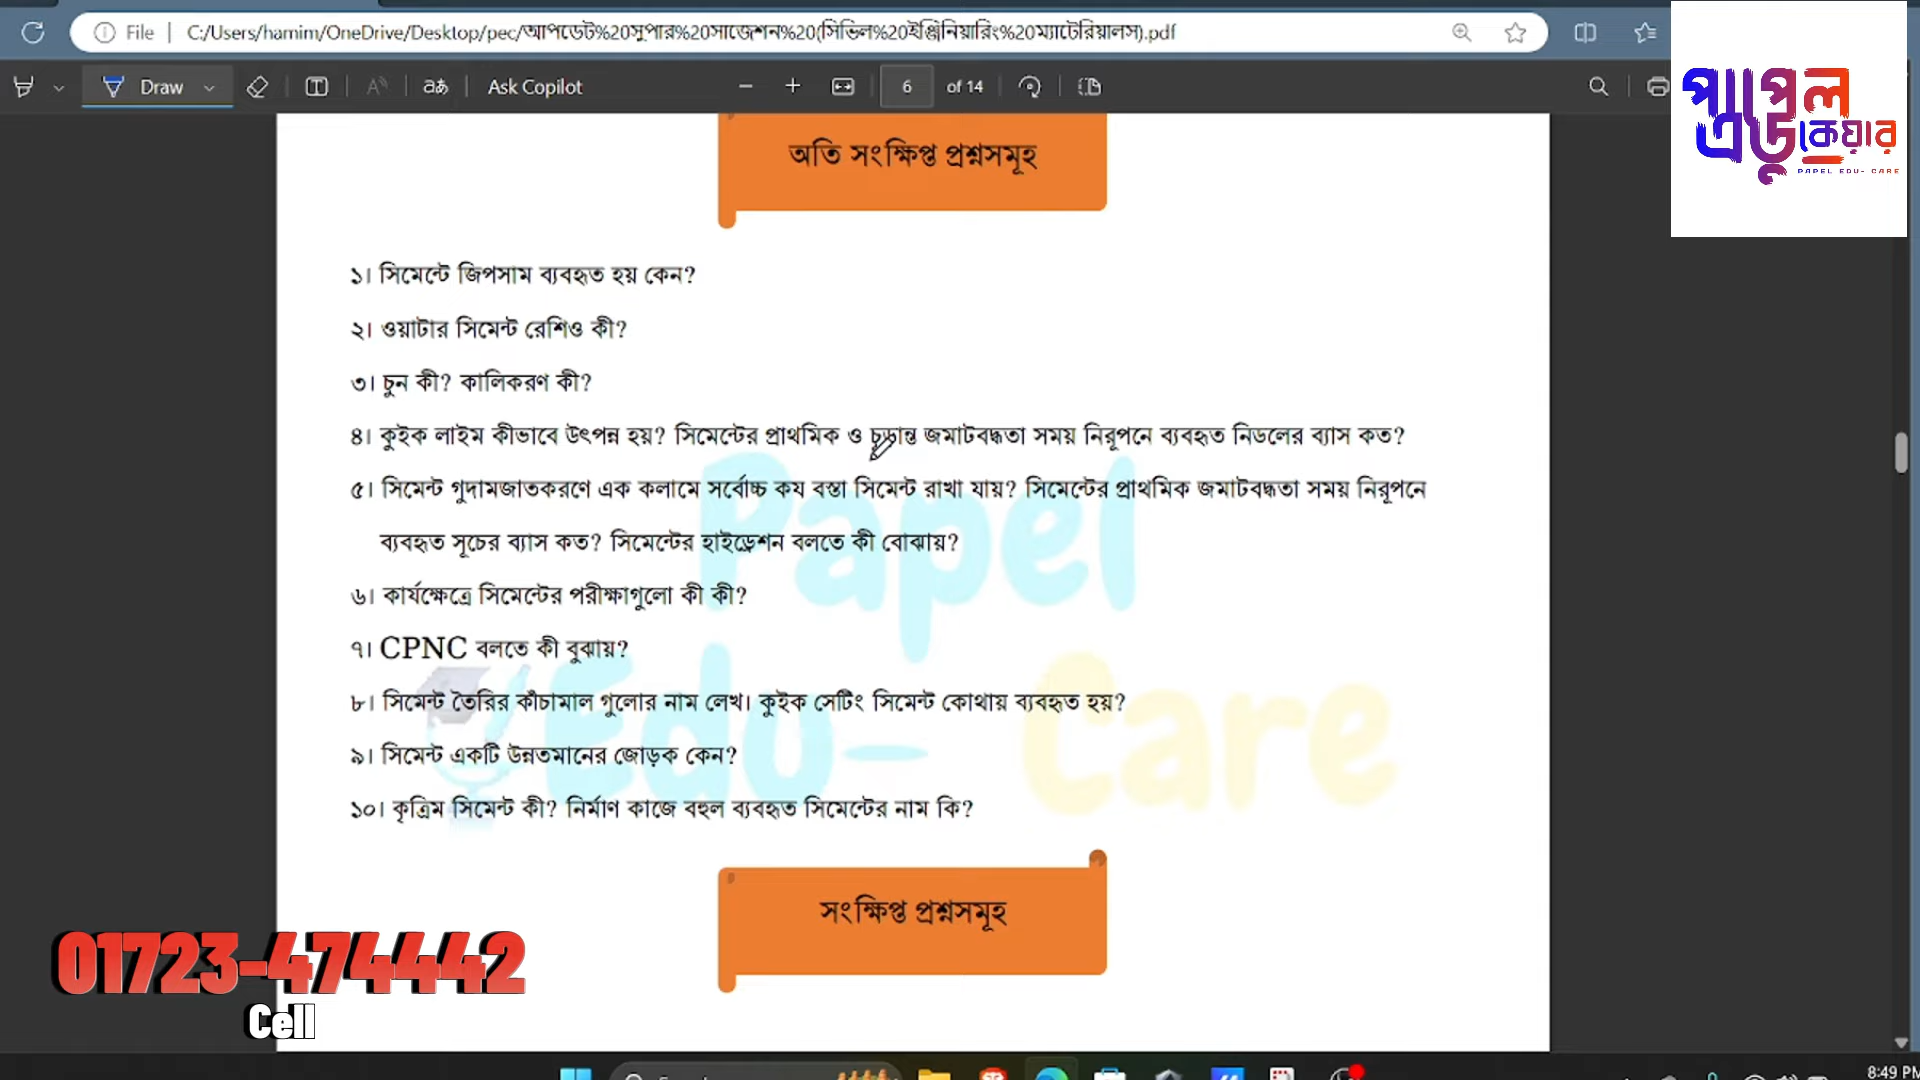 File | C:/Users/hamim/OneDrive/Desktop/pec/আপডেট%20সুপার%20সাজেশন%20(সিভিল%20ইঞ্জিনিয়ারিং%20ম্যাটেরিয়ালস).pdf
Draw Ask Copilot 6 of 14
পাপেল
এডু কেয়ার
PAPEL EDU- CARE
অতি সংক্ষিপ্ত প্রশ্নসমূহ
১। সিমেন্টে জিপসাম ব্যবহৃত হয় কেন?
২। ওয়াটার সিমেন্ট রেশিও কী?
৩। চুন কী? কালিকরণ কী?
৪। কুইক লাইম কীভাবে উৎপন্ন হয়? সিমেন্টের প্রাথমিক ও চূড়ান্ত জমাটবদ্ধতা সময় নিরূপনে ব্যবহৃত নিডলের ব্যাস কত?
৫। সিমেন্ট গুদামজাতকরণে এক কলামে সর্বোচ্চ কয বস্তা সিমেন্ট রাখা যায়? সিমেন্টের প্রাথমিক জমাটবদ্ধতা সময় নিরূপনে
ব্যবহৃত সূচের ব্যাস কত? সিমেন্টের হাইড্রেশন বলতে কী বোঝায়?
৬। কার্যক্ষেত্রে সিমেন্টের পরীক্ষাগুলো কী কী?
৭। CPNC বলতে কী বুঝায়?
৮। সিমেন্ট তৈরির কাঁচামাল গুলোর নাম লেখ। কুইক সেটিং সিমেন্ট কোথায় ব্যবহৃত হয়?
৯। সিমেন্ট একটি উন্নতমানের জোড়ক কেন?
১০। কৃত্রিম সিমেন্ট কী? নির্মাণ কাজে বহুল ব্যবহৃত সিমেন্টের নাম কি?
Papel
Edu- Care
সংক্ষিপ্ত প্রশ্নসমূহ
01723-474442
Cell
8:49 PM